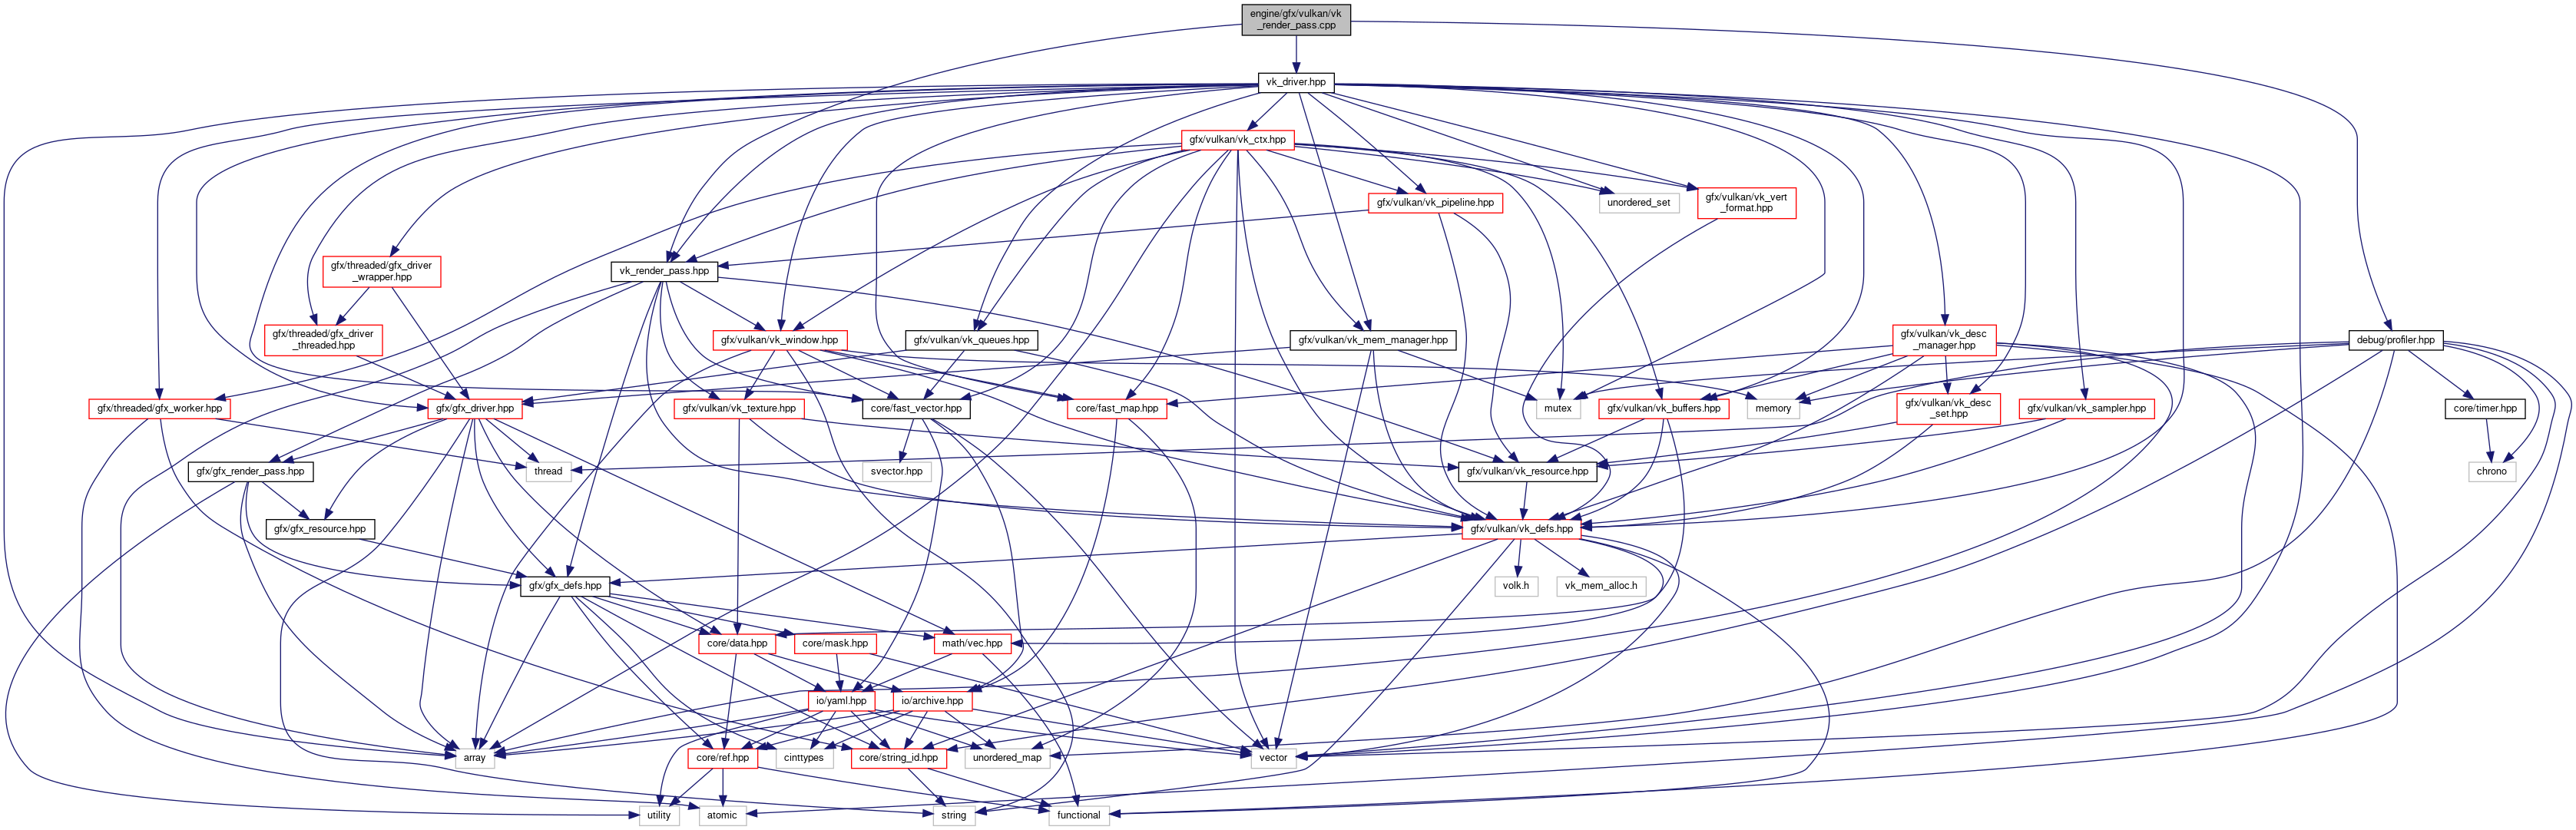 engine/gfx/vulkan/vk
_render_pass.cpp
vk_driver.hpp
gfx/vulkan/vk_ctx.hpp
gfx/vulkan/vk_pipeline.hpp
unordered_set
gfx/vulkan/vk_vert
_format.hpp
gfx/threaded/gfx_driver
_wrapper.hpp
vk_render_pass.hpp
gfx/threaded/gfx_driver
_threaded.hpp
gfx/vulkan/vk_window.hpp
gfx/vulkan/vk_queues.hpp
gfx/vulkan/vk_mem_manager.hpp
gfx/vulkan/vk_desc
_manager.hpp
debug/profiler.hpp
gfx/threaded/gfx_worker.hpp
gfx/gfx_driver.hpp
gfx/vulkan/vk_texture.hpp
core/fast_vector.hpp
core/fast_map.hpp
mutex
gfx/vulkan/vk_buffers.hpp
memory
gfx/vulkan/vk_desc
_set.hpp
gfx/vulkan/vk_sampler.hpp
core/timer.hpp
gfx/gfx_render_pass.hpp
thread
svector.hpp
gfx/vulkan/vk_resource.hpp
chrono
gfx/gfx_resource.hpp
gfx/vulkan/vk_defs.hpp
gfx/gfx_defs.hpp
volk.h
vk_mem_alloc.h
core/data.hpp
core/mask.hpp
math/vec.hpp
io/yaml.hpp
io/archive.hpp
array
core/ref.hpp
cinttypes
core/string_id.hpp
unordered_map
vector
utility
atomic
string
functional